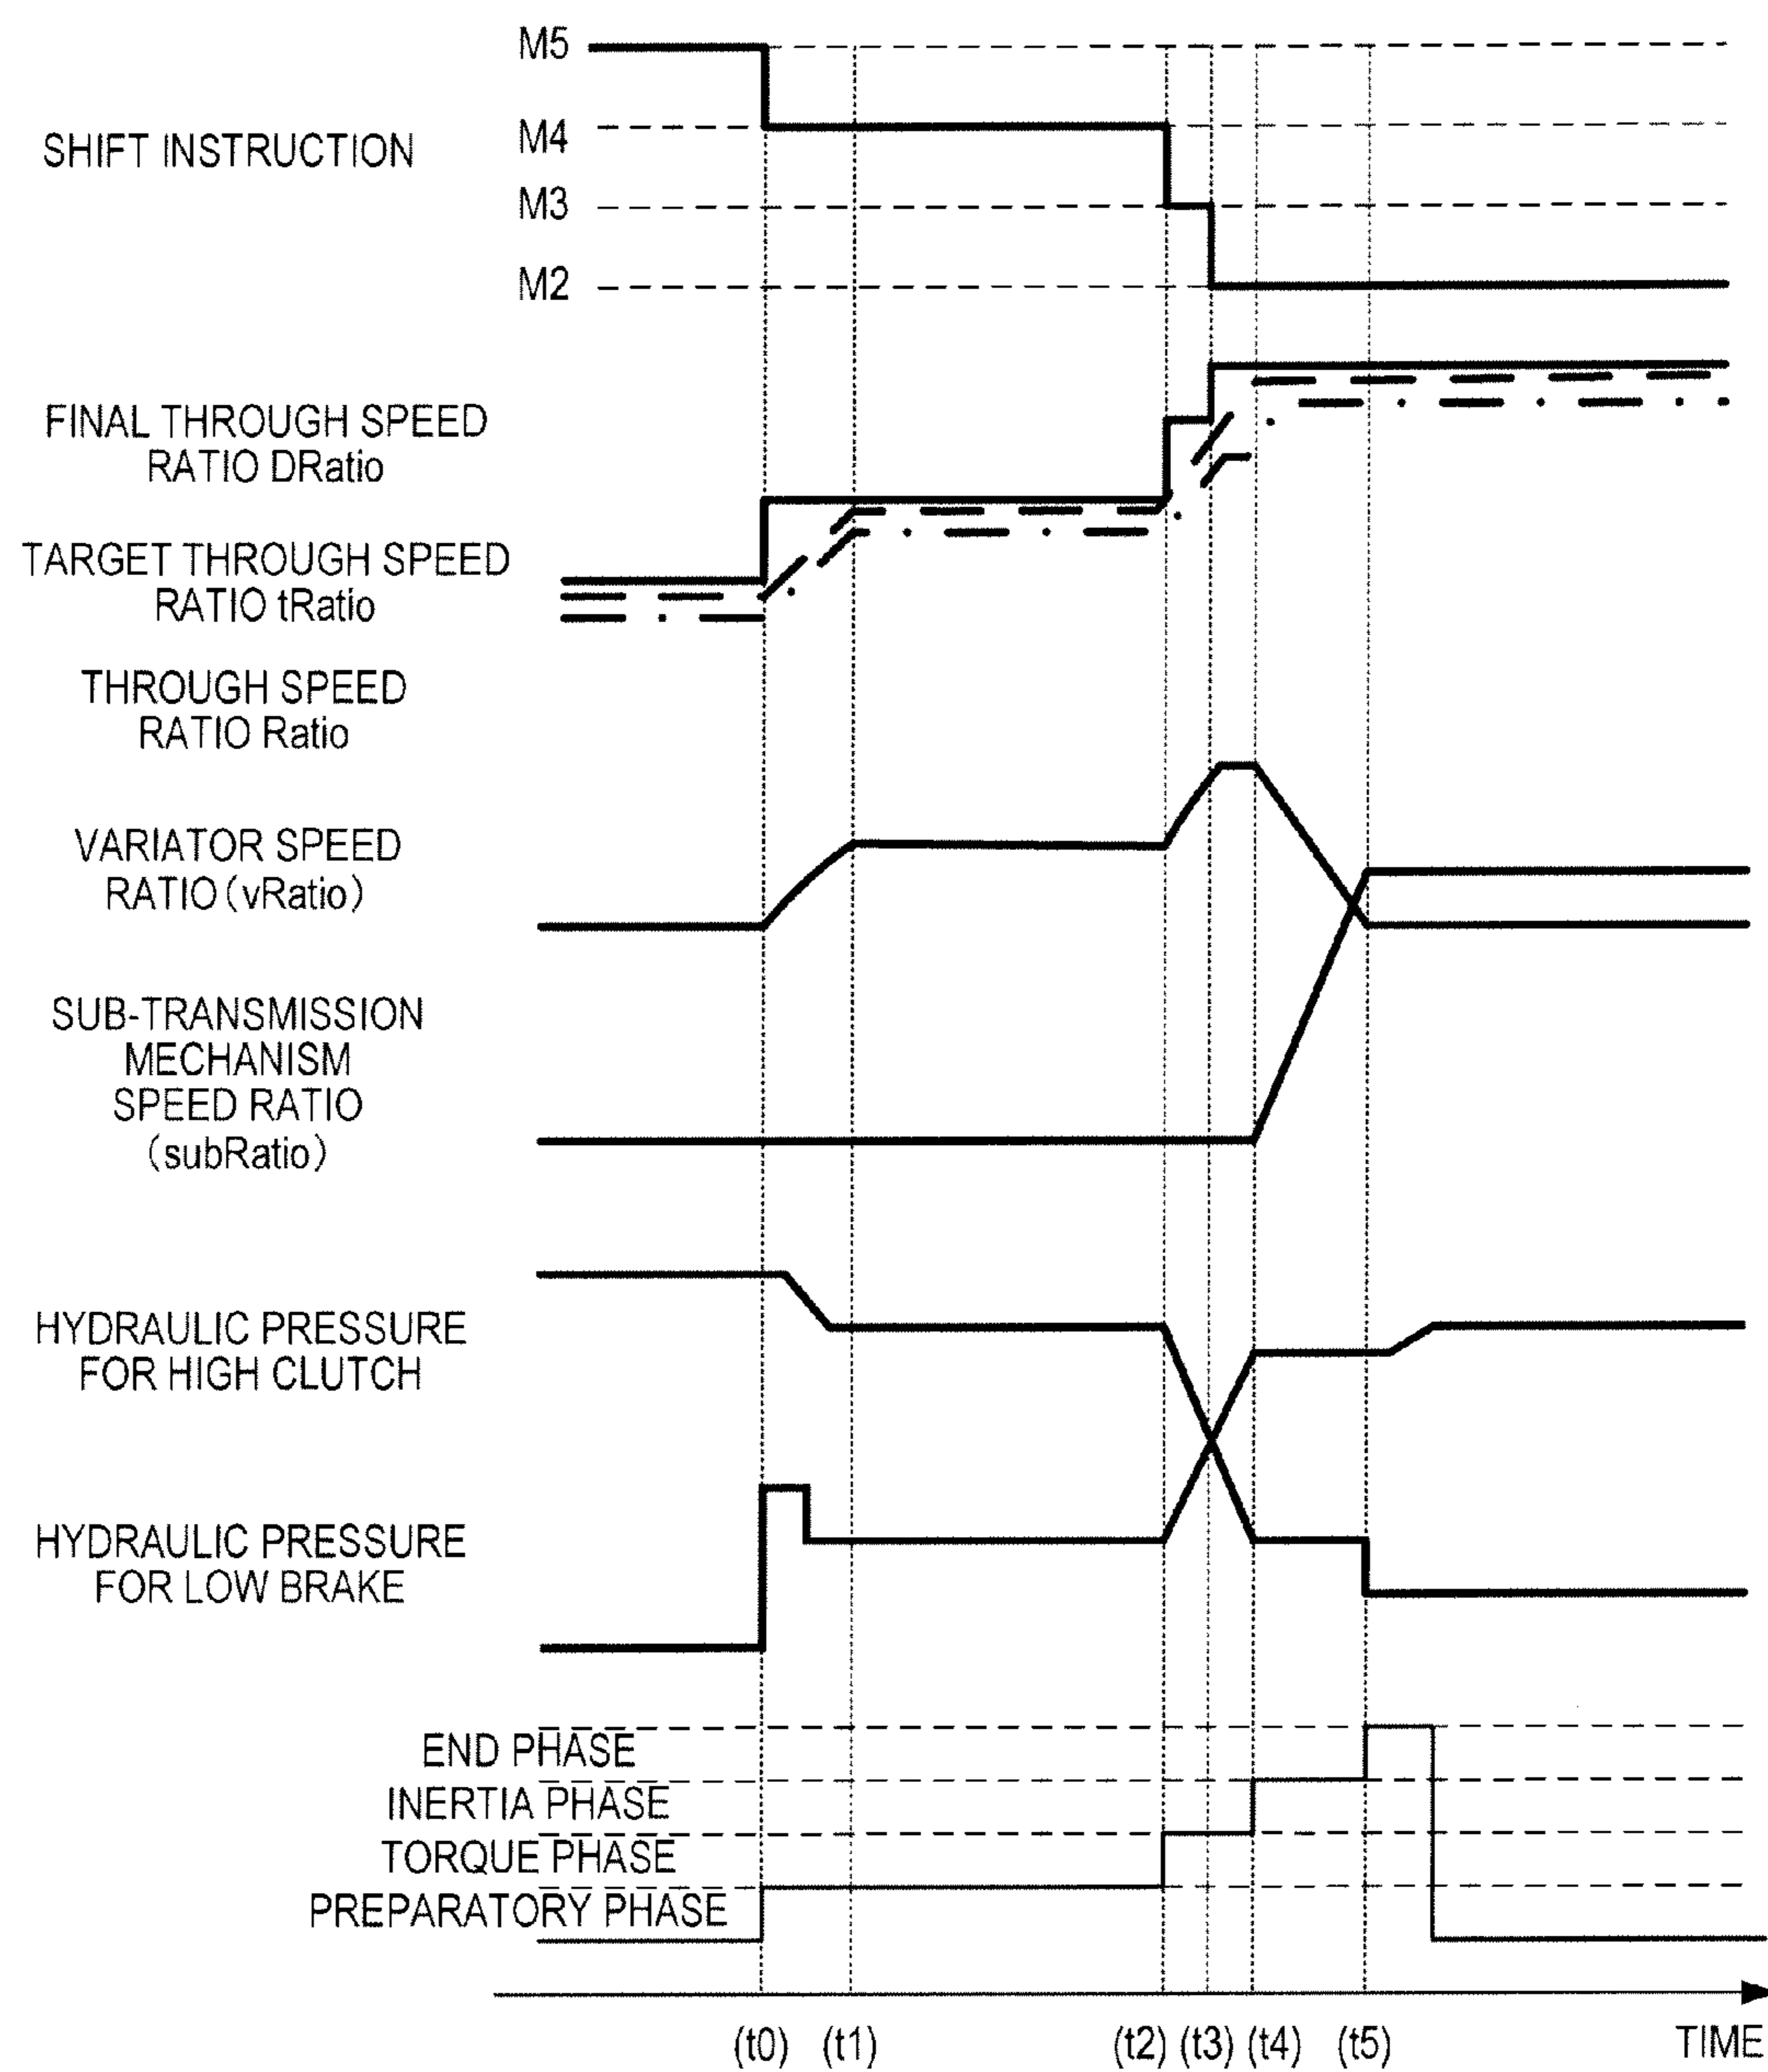 M5
SHIFT INSTRUCTION
M4
M3
M2
FINAL THROUGH SPEED
RATIO DRatio
TARGET THROUGH SPEED
RATIO tRatio
THROUGH SPEED
RATIO Ratio
VARIATOR SPEED
RATIO (vRatio)
SUB-TRANSMISSION
MECHANISM
SPEED RATIO
(subRatio)
HYDRAULIC PRESSURE
FOR HIGH CLUTCH
HYDRAULIC PRESSURE
FOR LOW BRAKE
END PHASE
INERTIA PHASE
TORQUE PHASE
PREPARATORY PHASE
(t0) (t1) (t2) (t3) (t4) (t5) TIME